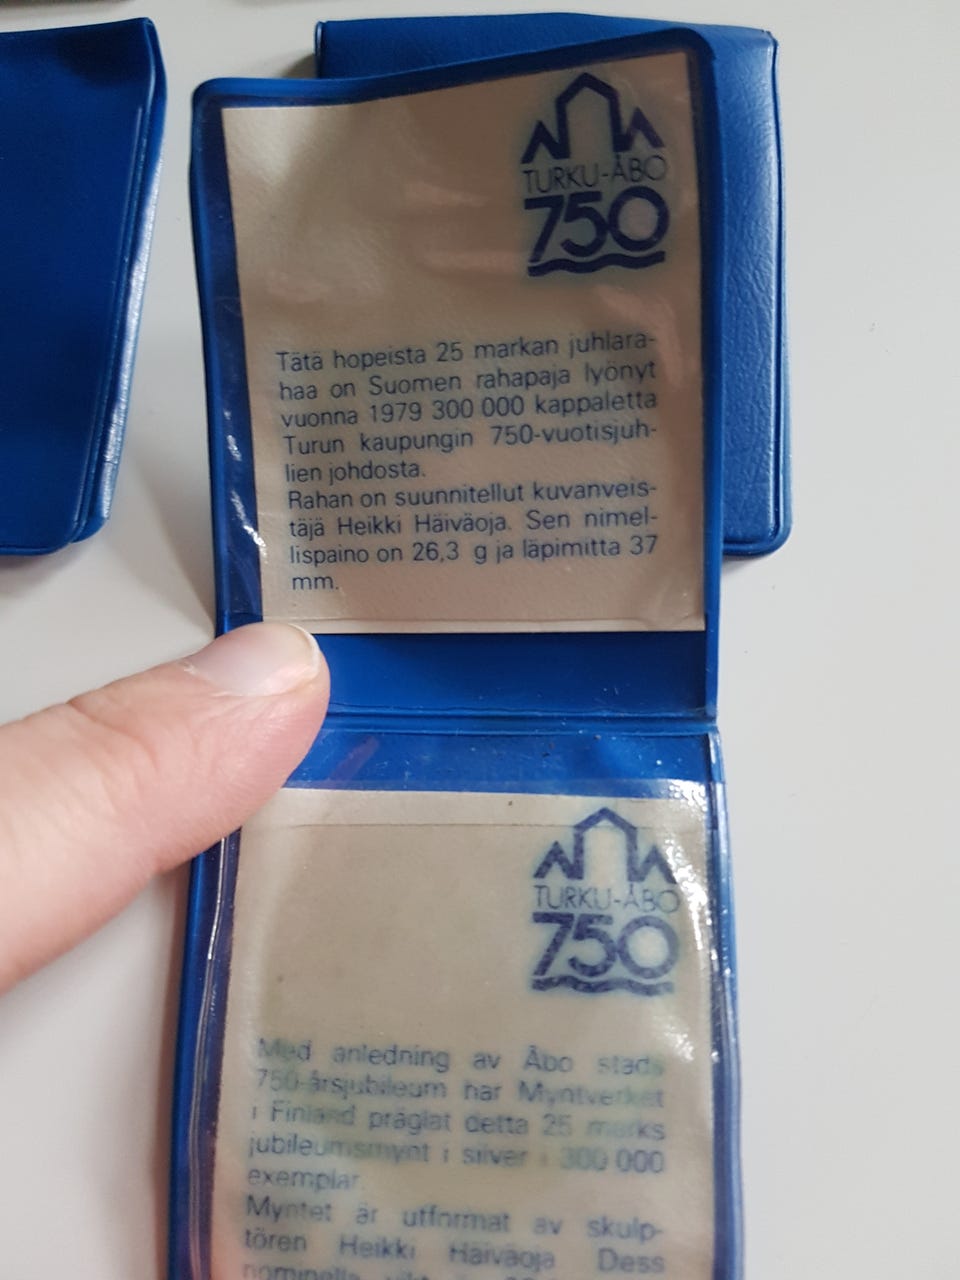 TURKU-ÅBO
750
Tätä hopeista 25 markan juhlara-
haa on Suomen rahapaja lyönyt
vuonna 1979 300 000 kappaletta
Turun kaupungin 750-vuotisjuh-
lien johdosta.
Rahan on suunnitellut kuvanveis-
täjä Heikki Häiväoja. Sen nimel-
lispaino on 26,3 g ja läpimitta 37
mm.
TURKU-ÅBO
750
Med anledning av Åbo stads
750-årsjubileum har Myntverket
i Finland präglat detta 25 marks
jubileumsmynt i silver i 300 000
exemplar.
Myntet är utformat av skulp-
tören Heikki Häiväoja. Dess
nominella